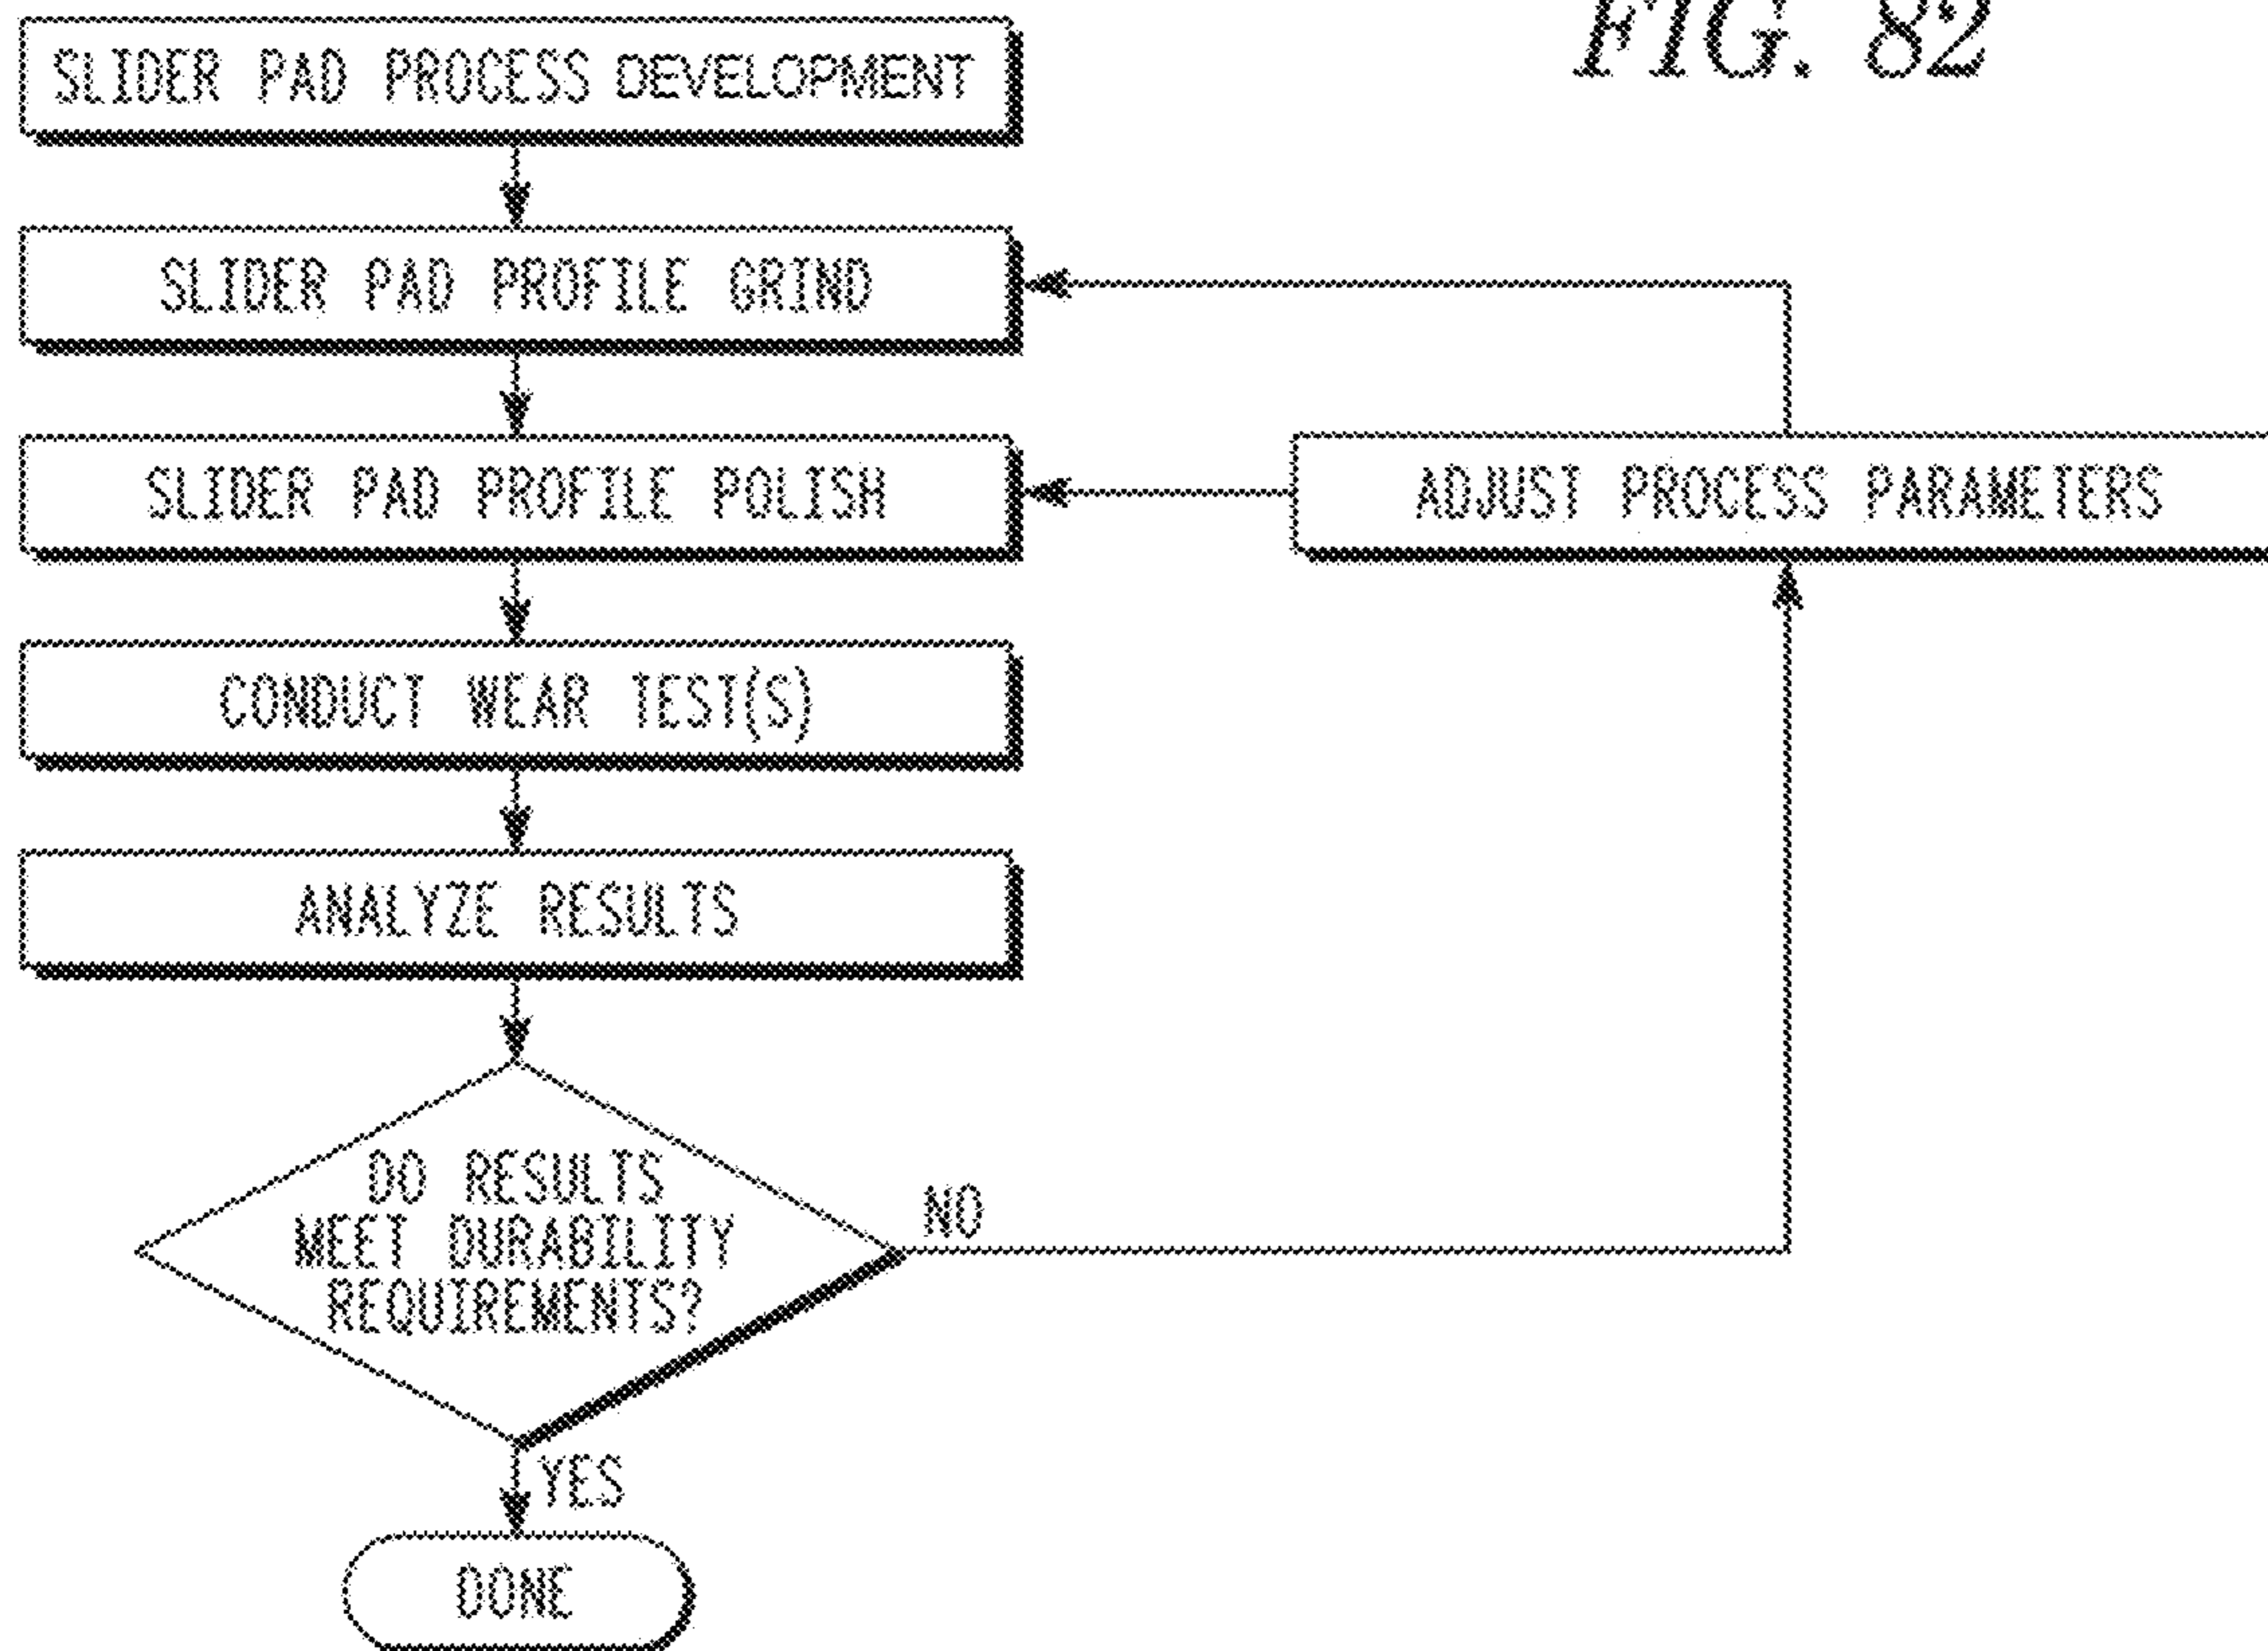 FIG. 82
SLIDER PAD PROCESS DEVELOPMENT
SLIDER PAD PROFILE GRIND
SLIDER PAD PROFILE POLISH
ADJUST PROCESS PARAMETERS
CONDUCT WEAR TEST(S)
ANALYZE RESULTS
DO RESULTS
MEET DURABILITY
REQUIREMENTS?
NO
YES
DONE